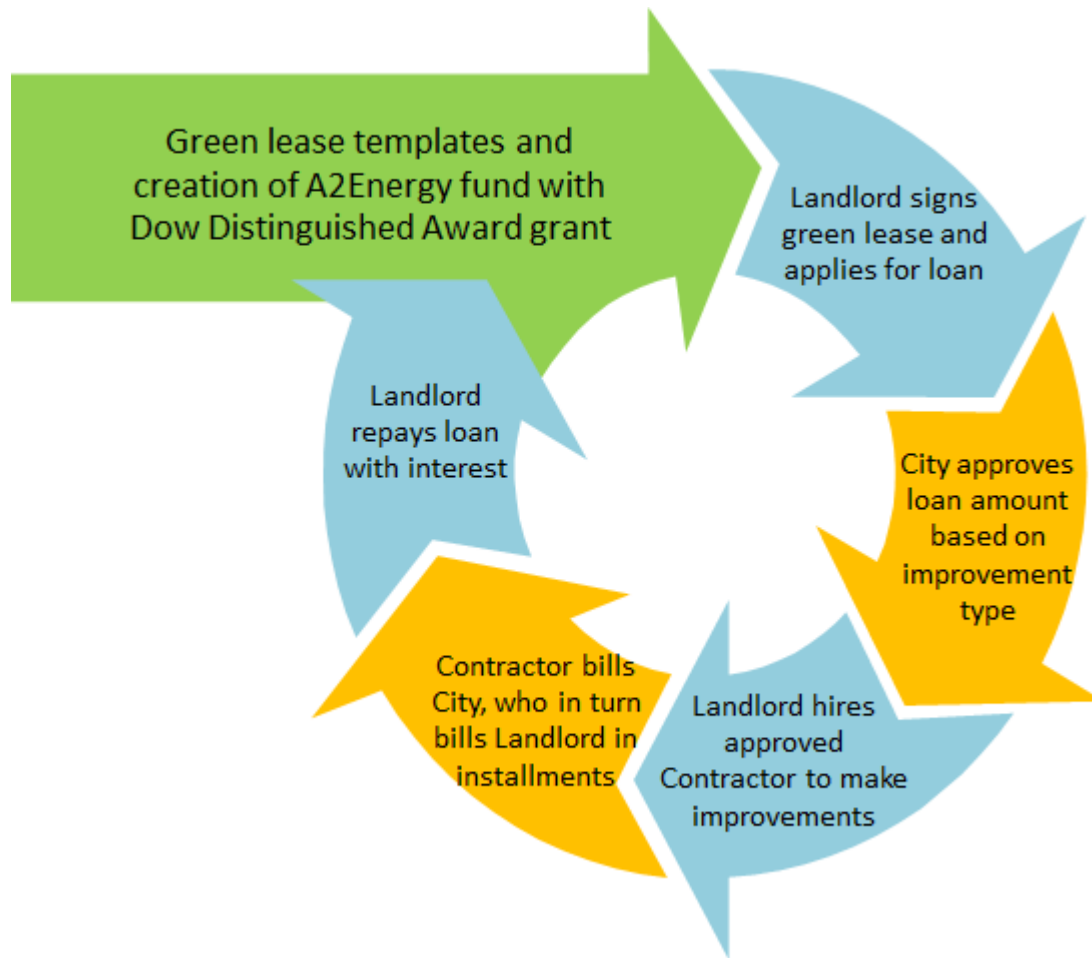 Green lease templates and
creation of A2Energy fund with
Dow Distinguished Award grant
Landlord signs
green lease and
applies for loan
City approves
loan amount
based on
improvement
type
Landlord hires
approved
Contractor to make
improvements
Contractor bills
City, who in turn
bills Landlord in
installments
Landlord
repays loan
with interest